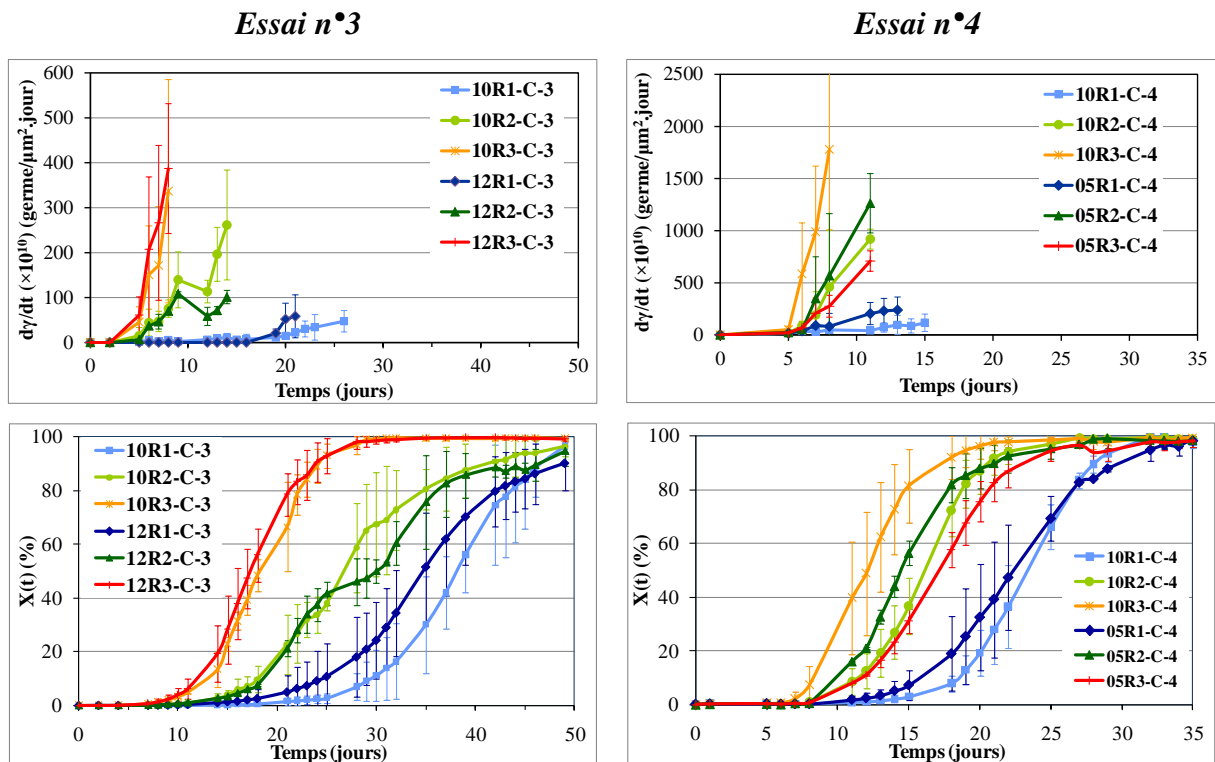 Essai n°3
Essai n°4
dγ/dt (×10¹⁰) (germe/µm².jour)
600
500
400
300
200
100
0
10R1-C-3
10R2-C-3
10R3-C-3
12R1-C-3
12R2-C-3
12R3-C-3
0 10 20 30 40 50
Temps (jours)
dγ/dt (×10¹⁰) (germe/µm².jour)
2500
2000
1500
1000
500
0
10R1-C-4
10R2-C-4
10R3-C-4
05R1-C-4
05R2-C-4
05R3-C-4
0 5 10 15 20 25 30 35
Temps (jours)
X(t) (%)
100
80
60
40
20
0
10R1-C-3
10R2-C-3
10R3-C-3
12R1-C-3
12R2-C-3
12R3-C-3
0 10 20 30 40 50
Temps (jours)
X(t) (%)
100
80
60
40
20
0
10R1-C-4
10R2-C-4
10R3-C-4
05R1-C-4
05R2-C-4
05R3-C-4
0 5 10 15 20 25 30 35
Temps (jours)